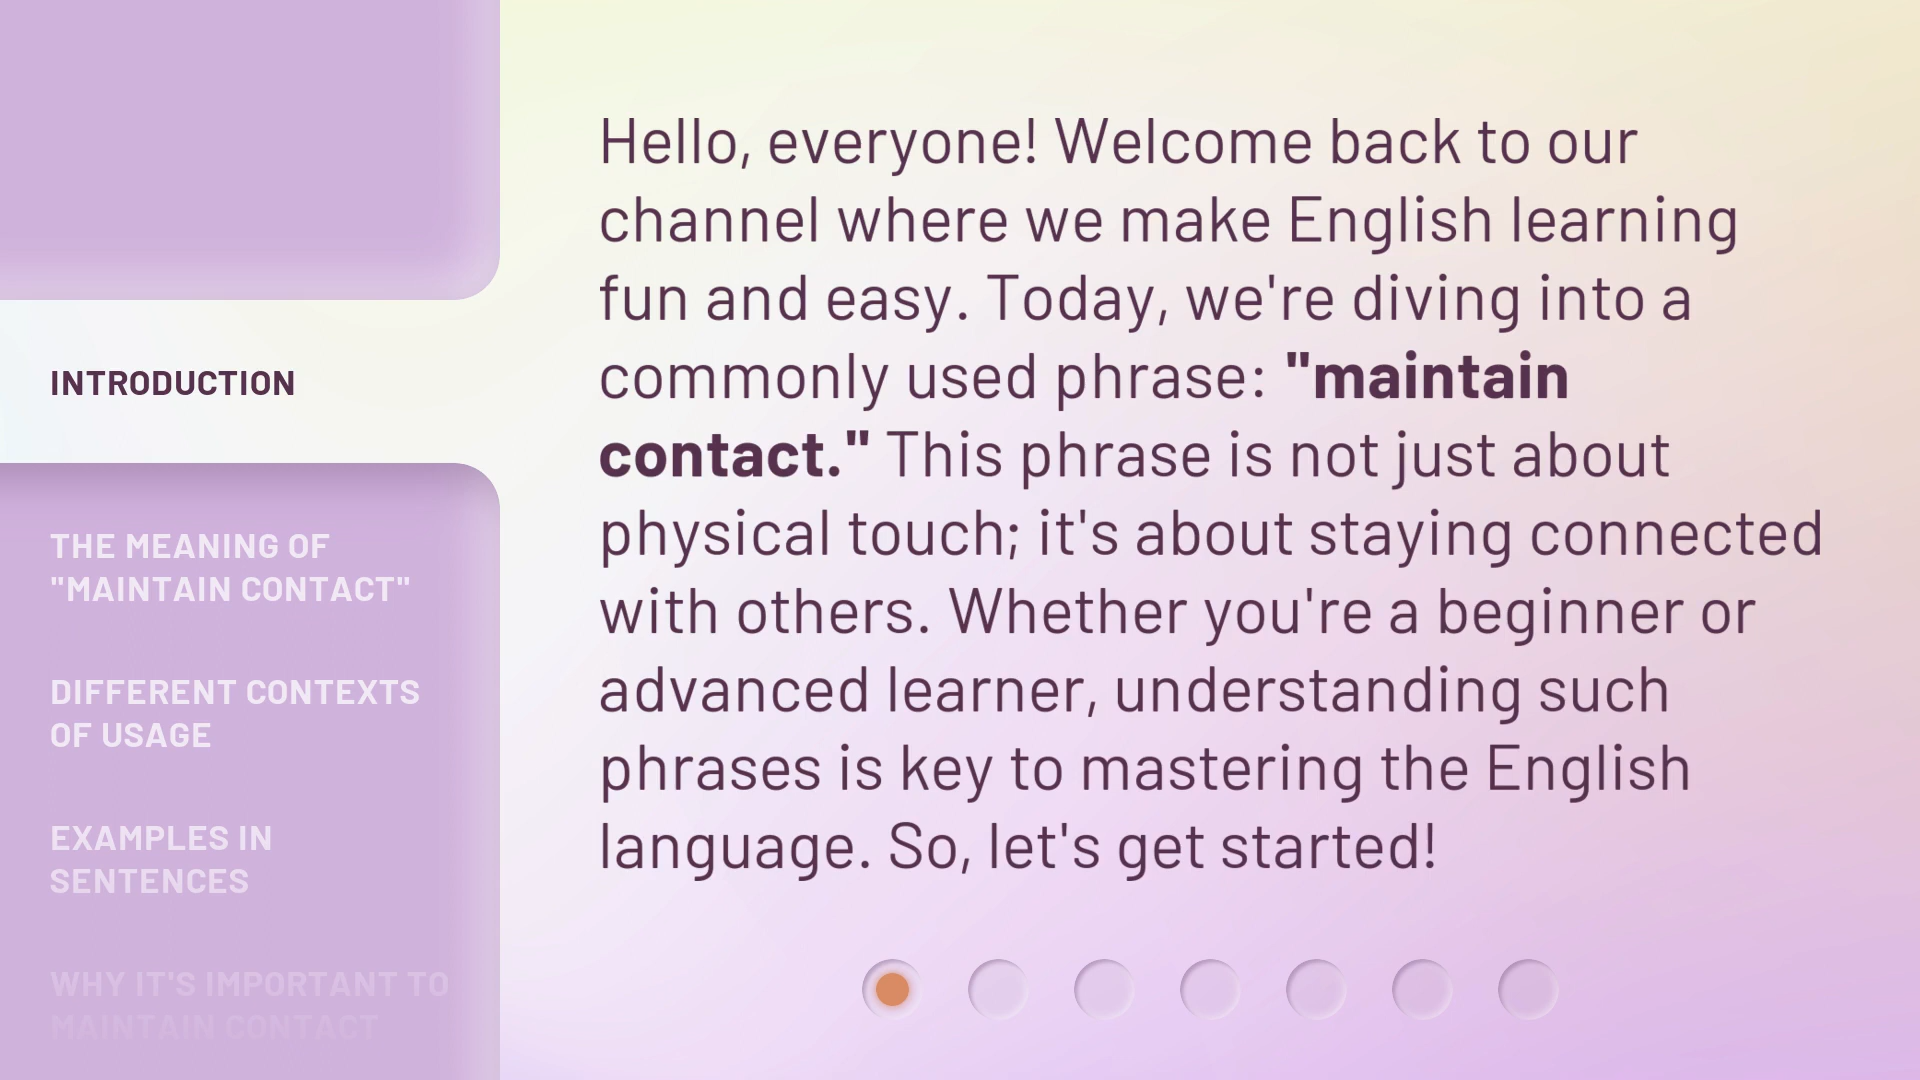 INTRODUCTION
THE MEANING OF
"MAINTAIN CONTACT"
DIFFERENT CONTEXTS
OF USAGE
EXAMPLES IN
SENTENCES
WHY IT'S IMPORTANT TO
MAINTAIN CONTACT
Hello, everyone! Welcome back to our
channel where we make English learning
fun and easy. Today, we're diving into a
commonly used phrase: "maintain
contact." This phrase is not just about
physical touch; it's about staying connected
with others. Whether you're a beginner or
advanced learner, understanding such
phrases is key to mastering the English
language. So, let's get started!